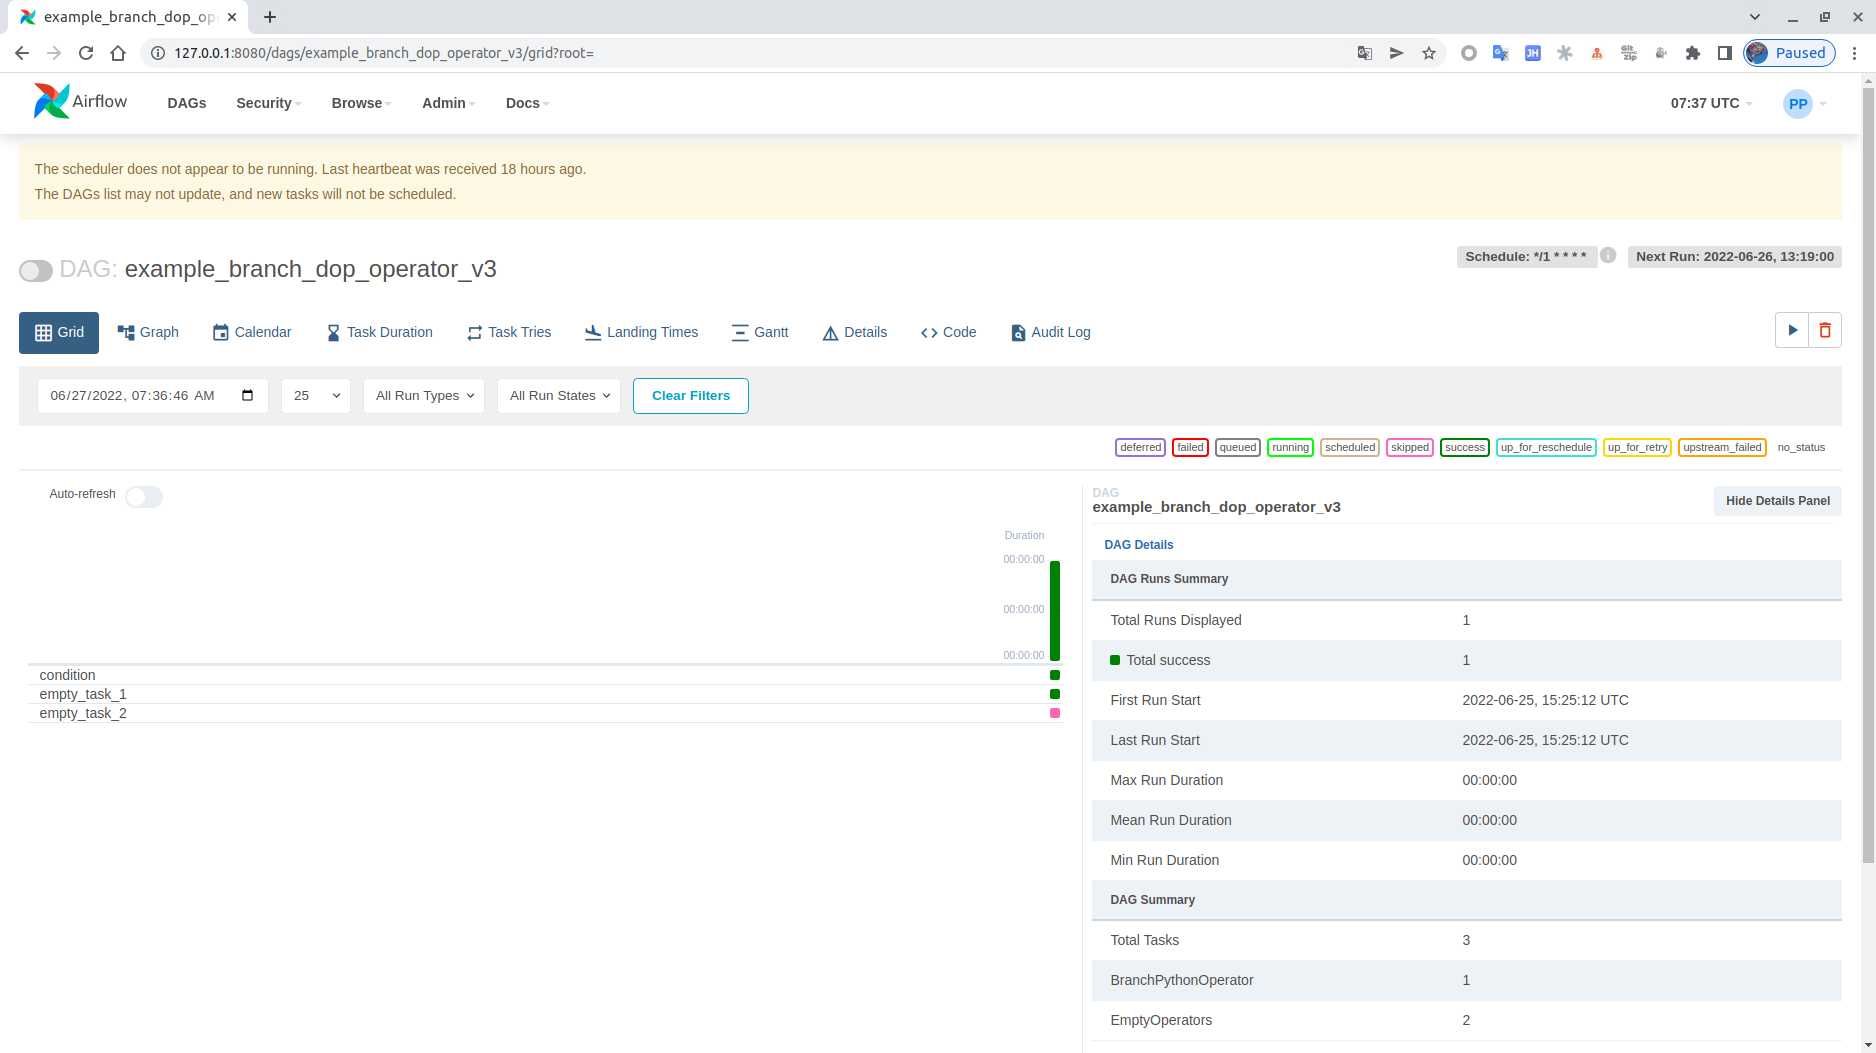 example_branch_dop_op
127.0.0.1:8080/dags/example_branch_dop_operator_v3/grid?root=
JH
Git
zip
Paused
Airflow
DAGs
Security
Browse
Admin
Docs
07:37 UTC
PP
The scheduler does not appear to be running. Last heartbeat was received 18 hours ago.
The DAGs list may not update, and new tasks will not be scheduled.
DAG: example_branch_dop_operator_v3
Schedule: */1 * * * *
Next Run: 2022-06-26, 13:19:00
Grid
Graph
Calendar
Task Duration
Task Tries
Landing Times
Gantt
Details
Code
Audit Log
06/27/2022, 07:36:46 AM
25
All Run Types
All Run States
Clear Filters
deferred
failed
queued
running
scheduled
skipped
success
up_for_reschedule
up_for_retry
upstream_failed
no_status
Auto-refresh
Duration
00:00:00
00:00:00
00:00:00
condition
empty_task_1
empty_task_2
DAG
example_branch_dop_operator_v3
Hide Details Panel
DAG Details
DAG Runs Summary
Total Runs Displayed 1
Total success 1
First Run Start 2022-06-25, 15:25:12 UTC
Last Run Start 2022-06-25, 15:25:12 UTC
Max Run Duration 00:00:00
Mean Run Duration 00:00:00
Min Run Duration 00:00:00
DAG Summary
Total Tasks 3
BranchPythonOperator 1
EmptyOperators 2